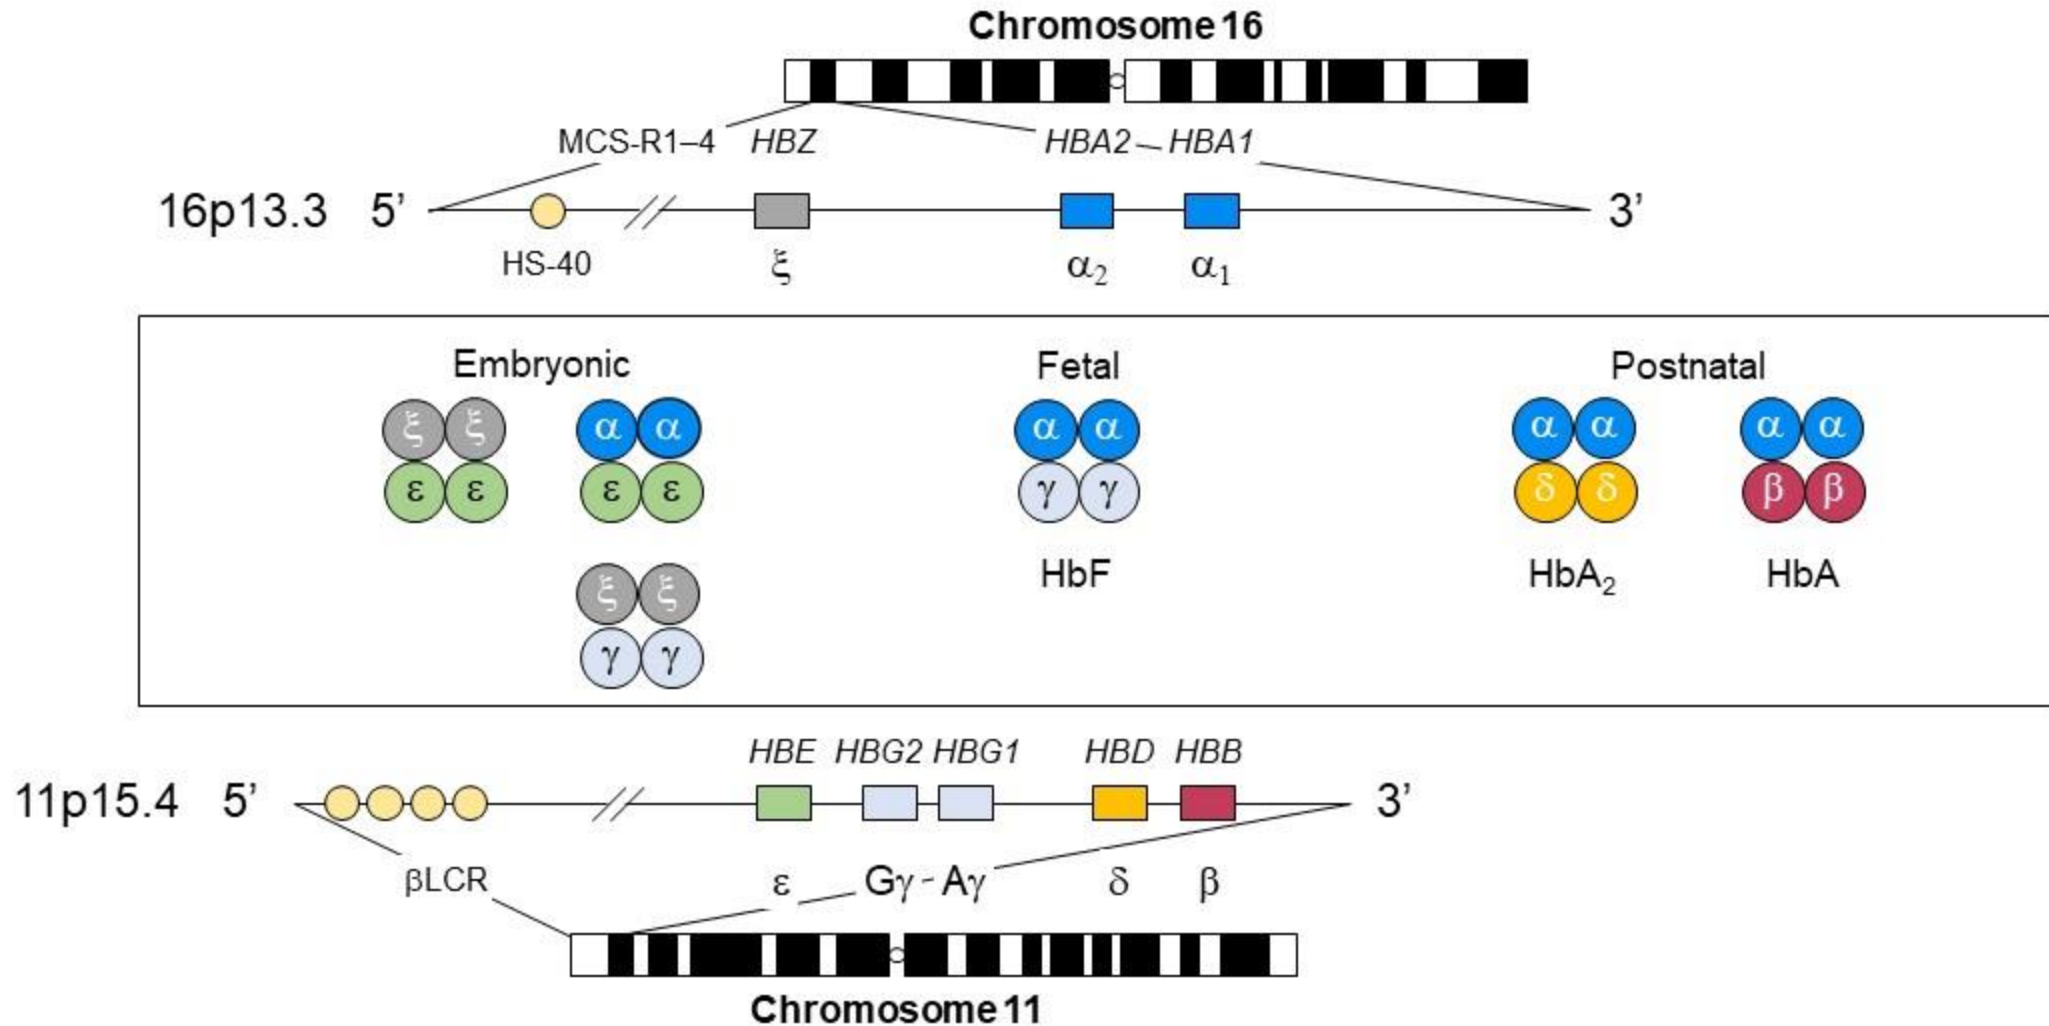 Chromosome 16
MCS-R1–4 HBZ HBA2 HBA1
16p13.3 5’ 3’
HS-40 ξ α₂ α₁
Embryonic Fetal Postnatal
ξ ξ α α α α α α α α
ε ε ε ε γ γ δ δ β β
HbF HbA₂ HbA
ξ ξ
γ γ
HBE HBG2 HBG1 HBD HBB
11p15.4 5’ 3’
βLCR ε Gγ Aγ δ β
Chromosome 11